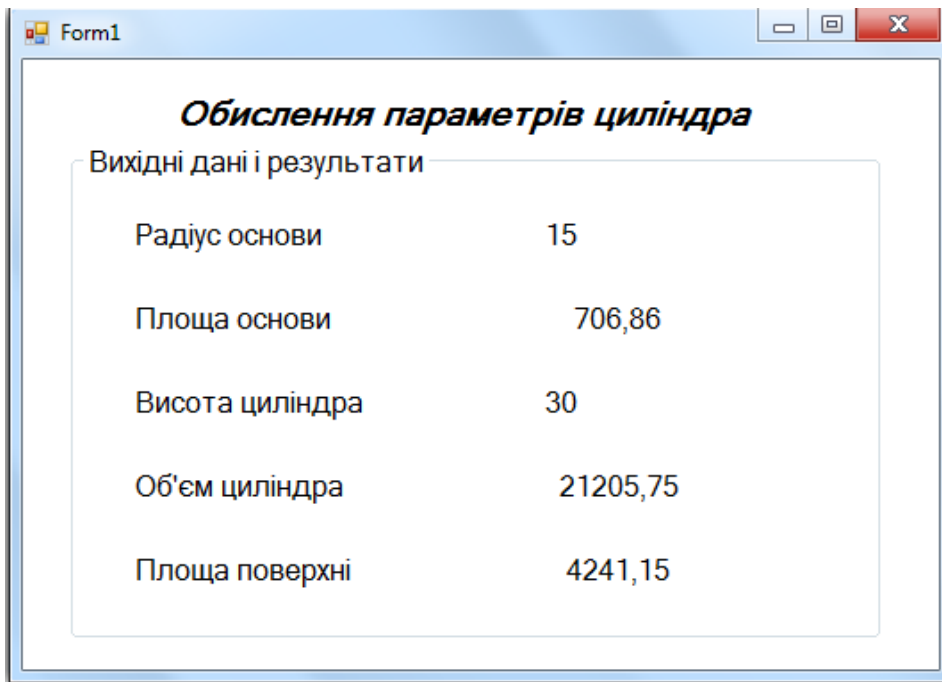 Form1
Обислення параметрів циліндра
Вихідні дані і результати
Радіус основи 15
Площа основи 706,86
Висота циліндра 30
Об'єм циліндра 21205,75
Площа поверхні 4241,15